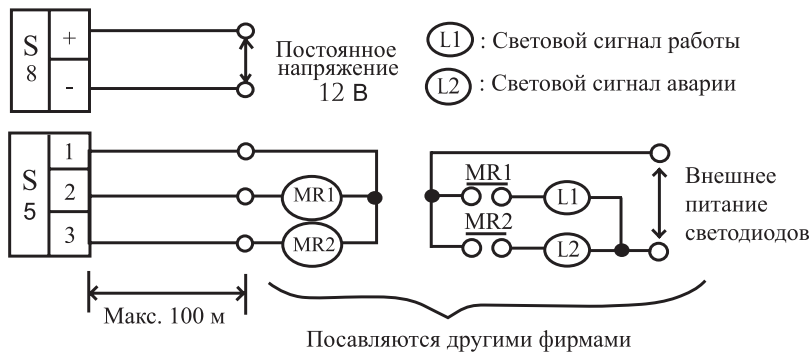 S
8
+
-
Постоянное
напряжение
12 В
L1 : Световой сигнал работы
L2 : Световой сигнал аварии
S
5
1
2
3
MR1
MR2
MR1
L1
MR2
L2
Внешнее
питание
светодиодов
Макс. 100 м
Посавляются другими фирмами